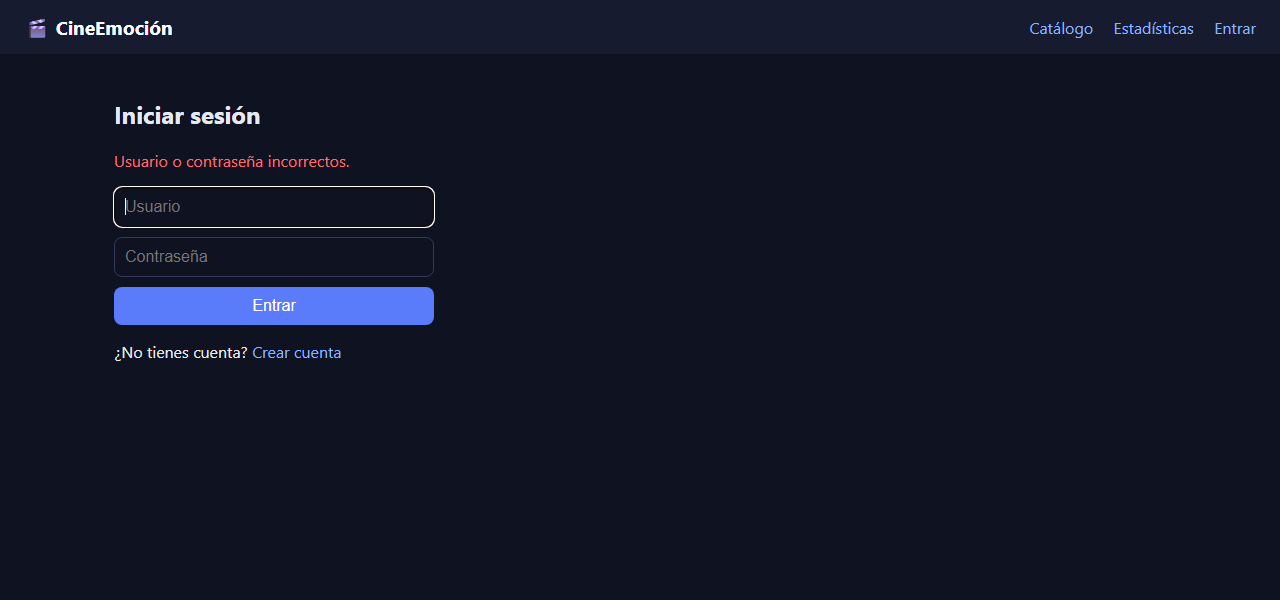 CineEmoción
Catálogo Estadísticas Entrar
Iniciar sesión
Usuario o contraseña incorrectos.
Usuario
Contraseña
Entrar
¿No tienes cuenta? Crear cuenta